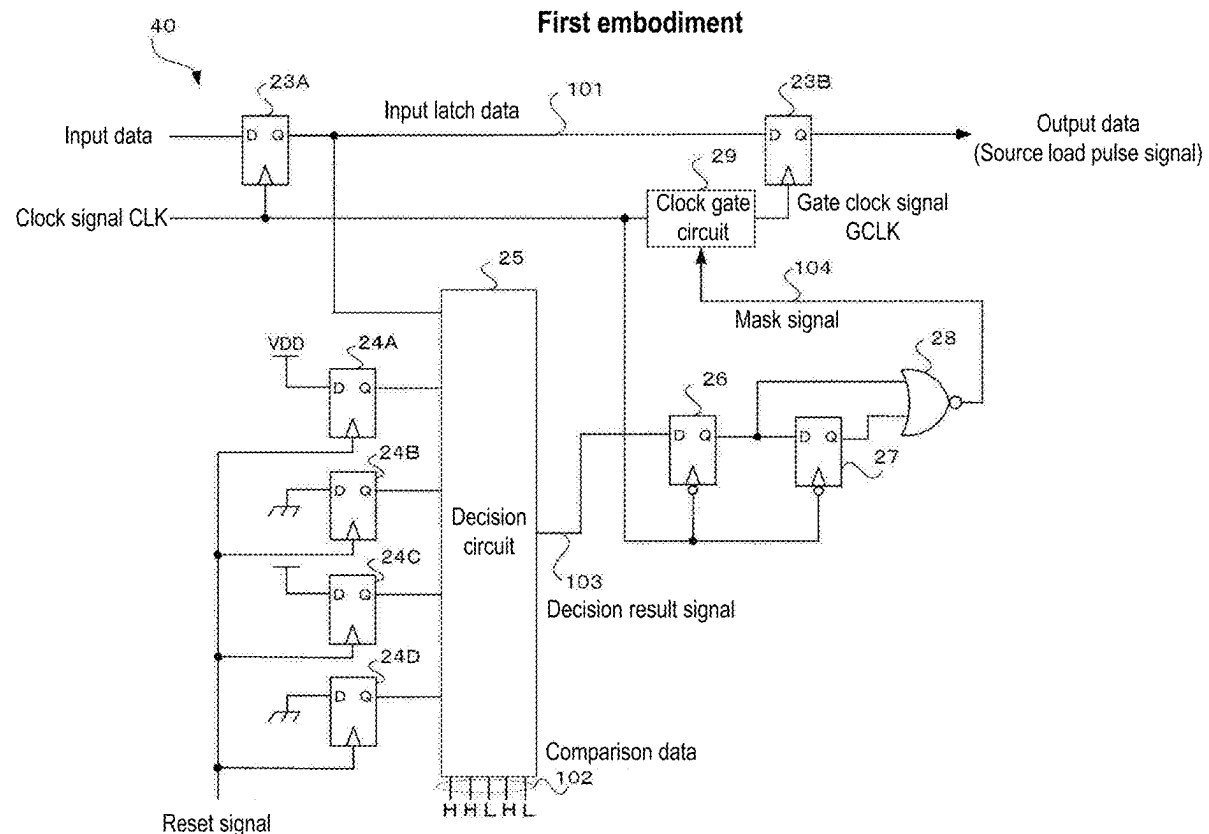 First embodiment
40
23A
Input latch data
101
23B
Input data
D Q
D Q
Output data
(Source load pulse signal)
29
Clock signal CLK
Clock gate
circuit
Gate clock signal
GCLK
25
104
Mask signal
VDD
24A
D Q
28
26
D Q
D Q
27
24B
D Q
Decision
circuit
24C
D Q
103
Decision result signal
24D
D Q
Comparison data
102
H H L H L
Reset signal